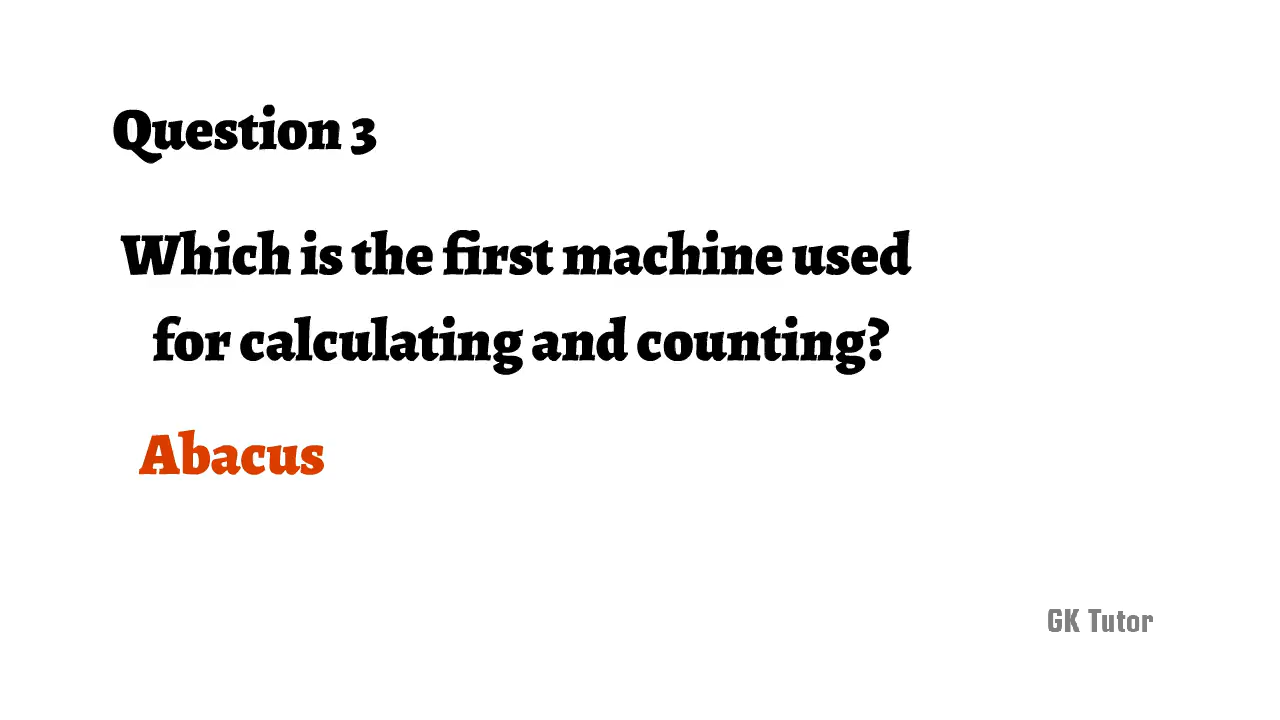 Question 3
Which is the first machine used
for calculating and counting?
Abacus
GK Tutor